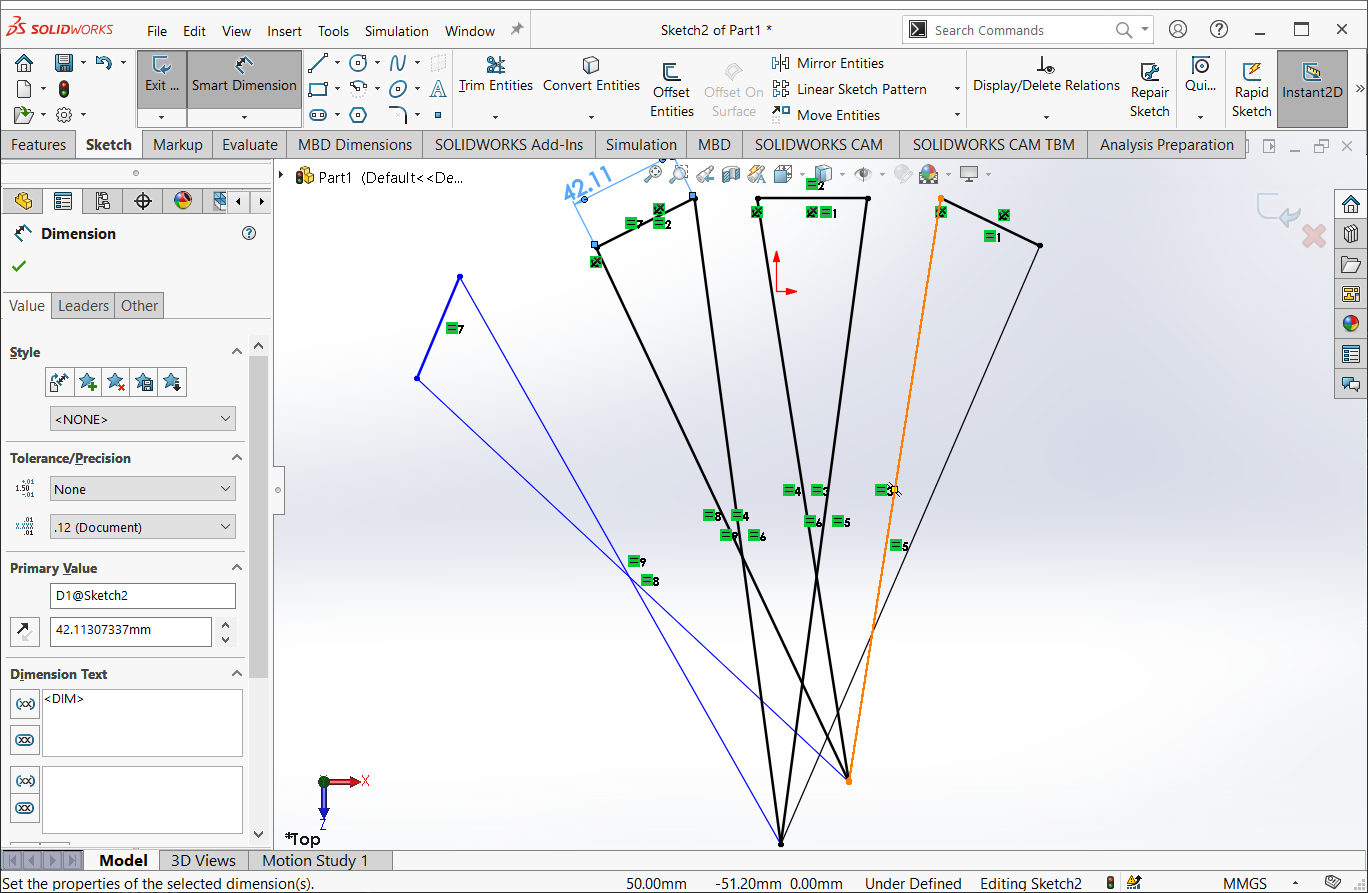 SOLIDWORKS File Edit View Insert Tools Simulation Window Sketch2 of Part1 * Search Commands
Exit ... Smart Dimension Trim Entities Convert Entities Offset Entities Offset On Surface Mirror Entities Linear Sketch Pattern Move Entities Display/Delete Relations Repair Sketch Qui... Rapid Sketch Instant2D
Features Sketch Markup Evaluate MBD Dimensions SOLIDWORKS Add-Ins Simulation MBD SOLIDWORKS CAM SOLIDWORKS CAM TBM Analysis Preparation
Part1 (Default<<De...
Dimension
Value Leaders Other
Style
<NONE>
Tolerance/Precision
None
.12 (Document)
Primary Value
D1@Sketch2
42.11307337mm
Dimension Text
<DIM>
42.11
2
7 2
1
1
7
4 3 3
8 4 6 5
9 6
5
9
8
X
Z
*Top
Model 3D Views Motion Study 1
Set the properties of the selected dimension(s). 50.00mm -51.20mm 0.00mm Under Defined Editing Sketch2 MMGS